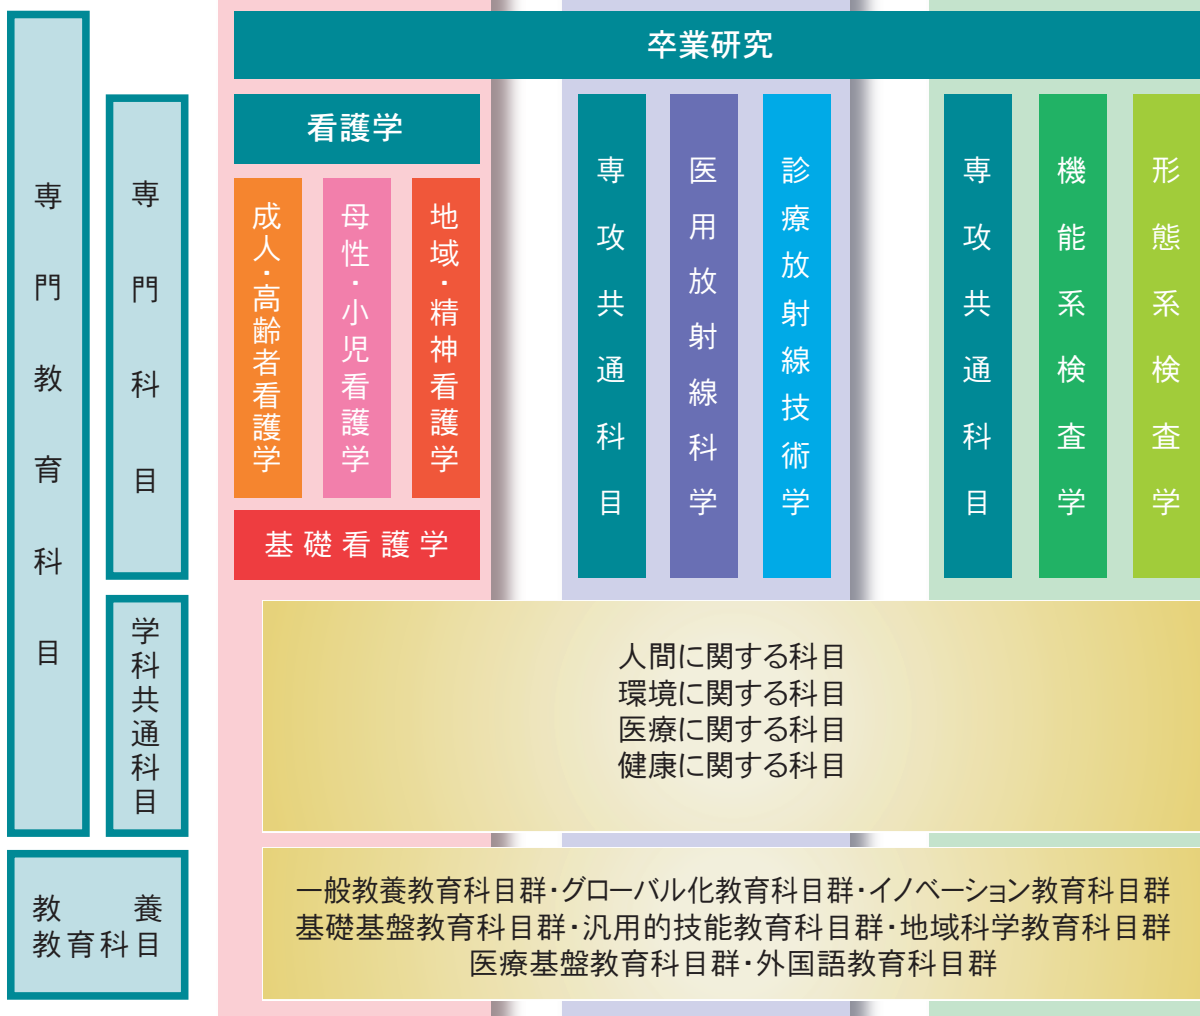 専門教育科目
専門科目
学科共通科目
教　養
教育科目
卒業研究
看護学
成人・高齢者看護学
母性・小児看護学
地域・精神看護学
基礎看護学
専攻共通科目
医用放射線科学
診療放射線技術学
専攻共通科目
機能系検査学
形態系検査学
人間に関する科目
環境に関する科目
医療に関する科目
健康に関する科目
一般教養教育科目群・グローバル化教育科目群・イノベーション教育科目群
基礎基盤教育科目群・汎用的技能教育科目群・地域科学教育科目群
医療基盤教育科目群・外国語教育科目群